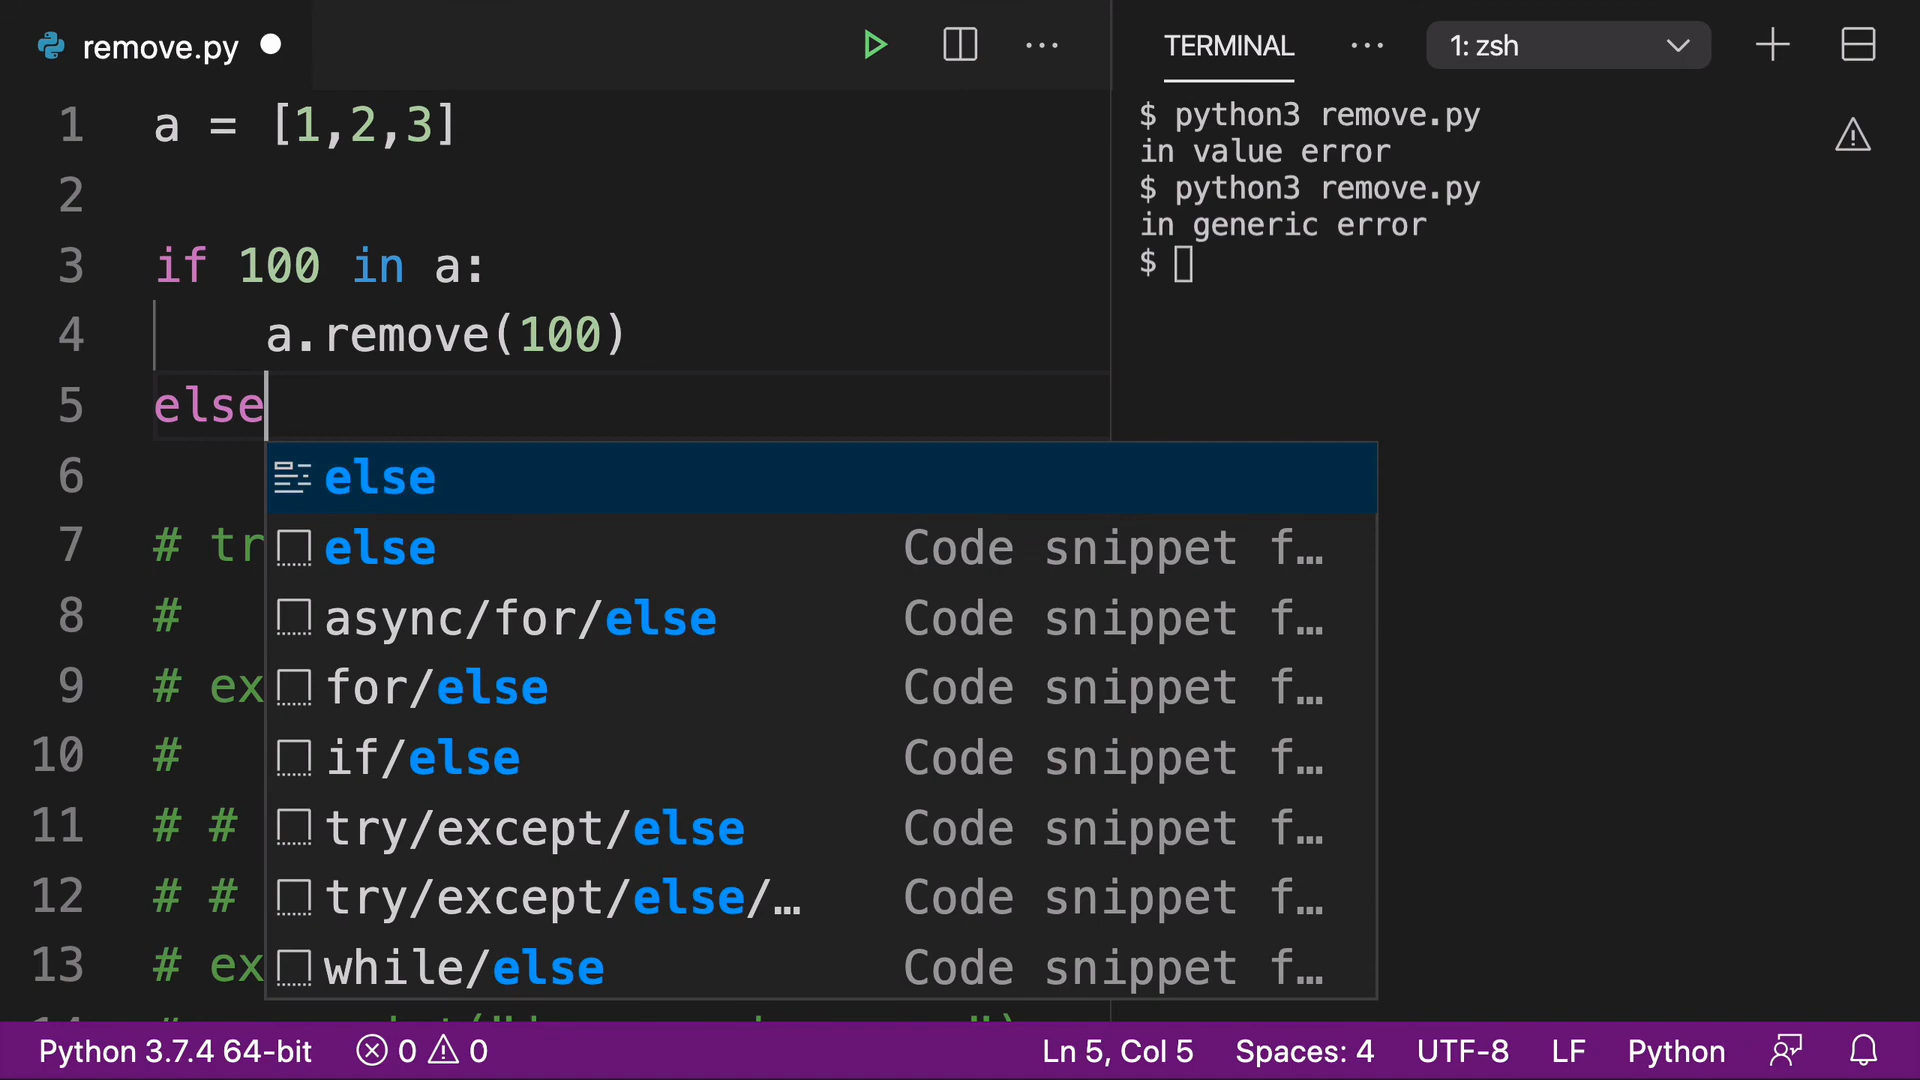 remove.py
TERMINAL
1: zsh
1 a = [1,2,3]
2
3 if 100 in a:
4 a.remove(100)
5 else
6
7 # tr
8 #
9 # ex
10 #
11 # #
12 # #
13 # ex
else
else Code snippet f…
async/for/else Code snippet f…
for/else Code snippet f…
if/else Code snippet f…
try/except/else Code snippet f…
try/except/else/… Code snippet f…
while/else Code snippet f…
$ python3 remove.py
in value error
$ python3 remove.py
in generic error
$
Python 3.7.4 64-bit 0 0 Ln 5, Col 5 Spaces: 4 UTF-8 LF Python